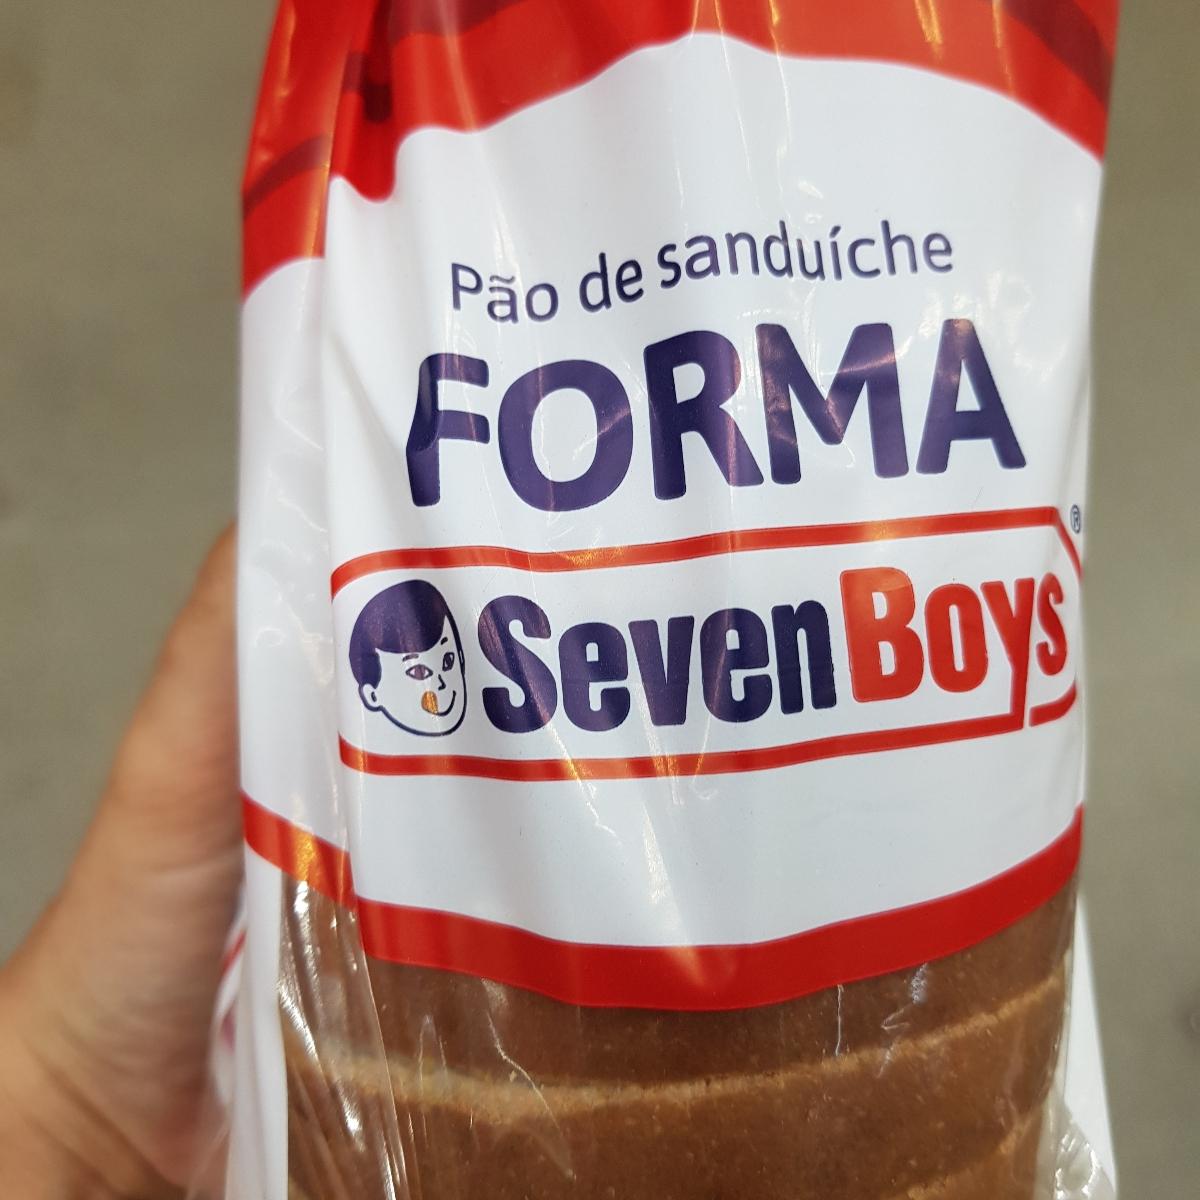 Pão de sanduíche
FORMA
SevenBoys®